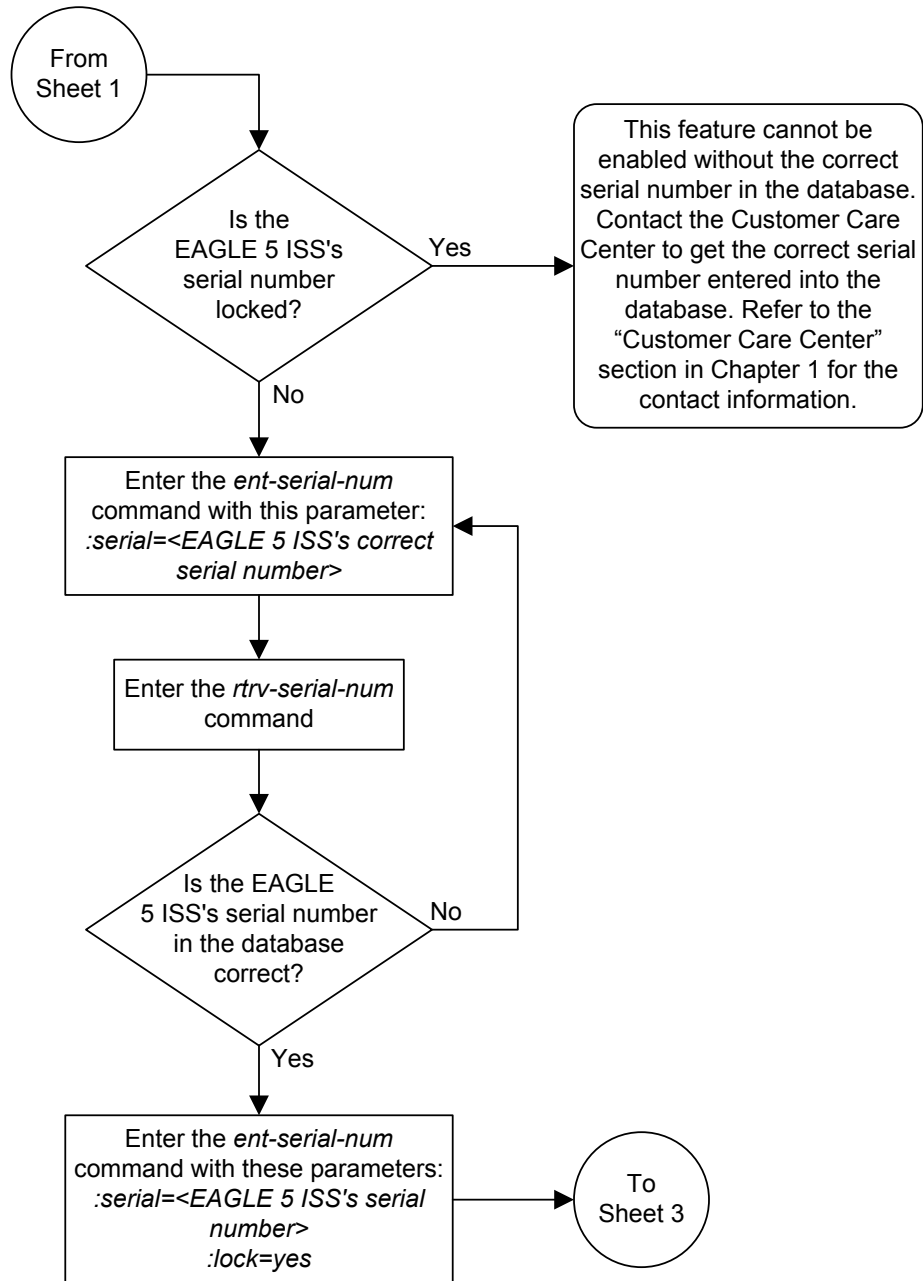 From
Sheet 1
This feature cannot be
enabled without the correct
serial number in the database.
Contact the Customer Care
Center to get the correct serial
number entered into the
database. Refer to the
“Customer Care Center”
section in Chapter 1 for the
contact information.
Is the
EAGLE 5 ISS's
serial number
locked?
Yes
No
Enter the ent-serial-num
command with this parameter:
:serial=<EAGLE 5 ISS's correct
serial number>
Enter the rtrv-serial-num
command
Is the EAGLE
5 ISS's serial number
in the database
correct?
No
Yes
Enter the ent-serial-num
command with these parameters:
:serial=<EAGLE 5 ISS's serial
number>
:lock=yes
To
Sheet 3